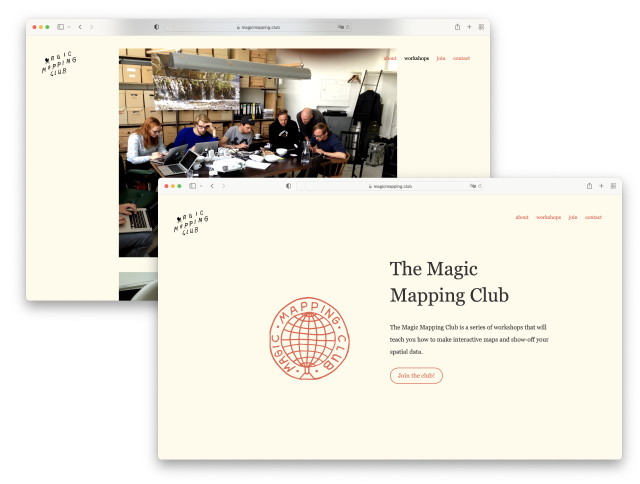 magicmapping.club
MAGIC
MAPPING
CLUB
about workshops join contact
magicmapping.club
MAGIC
MAPPING
CLUB
about workshops join contact
The Magic
Mapping Club
MAGIC · MAPPING · CLUB
The Magic Mapping Club is a series of workshops that will
teach you how to make interactive maps and show-off your
spatial data.
Join the club!